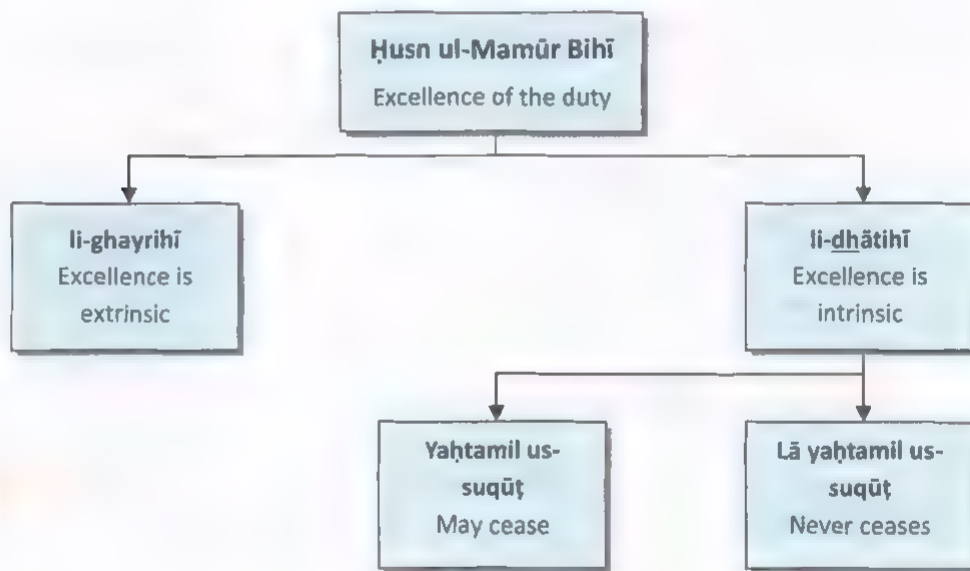 Ḥusn ul-Mamūr Bihī
Excellence of the duty
li-ghayrihī
Excellence is
extrinsic
li-dhātihī
Excellence is
intrinsic
Yaḥtamil us-
suqūṭ
May cease
Lā yaḥtamil us-
suqūṭ
Never ceases